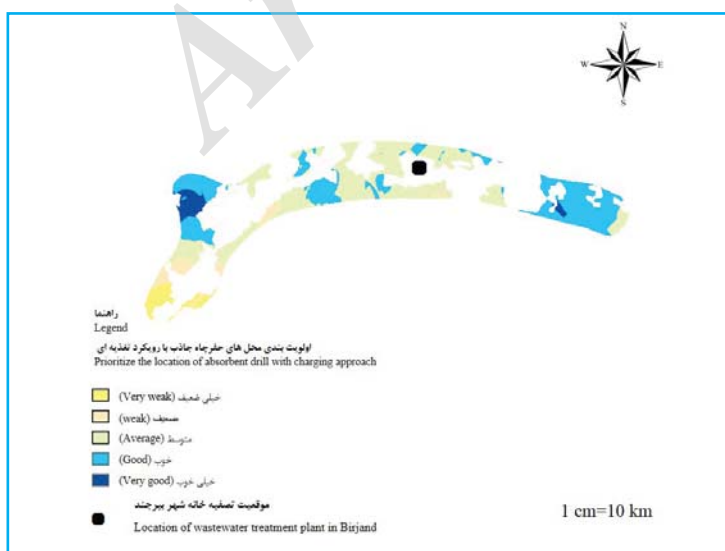 N
W E
S
راهنما
Legend
اولویت بندی محل های حفرچاه جاذب با رویکرد تغذیه ای
Prioritize the location of absorbent drill with charging approach
(Very weak) خیلی ضعیف
(weak) ضعیف
(Average) متوسط
(Good) خوب
(Very good) خیلی خوب
موقعیت تصفیه خانه شهر بیرجند
Location of wastewater treatment plant in Birjand
1 cm=10 km